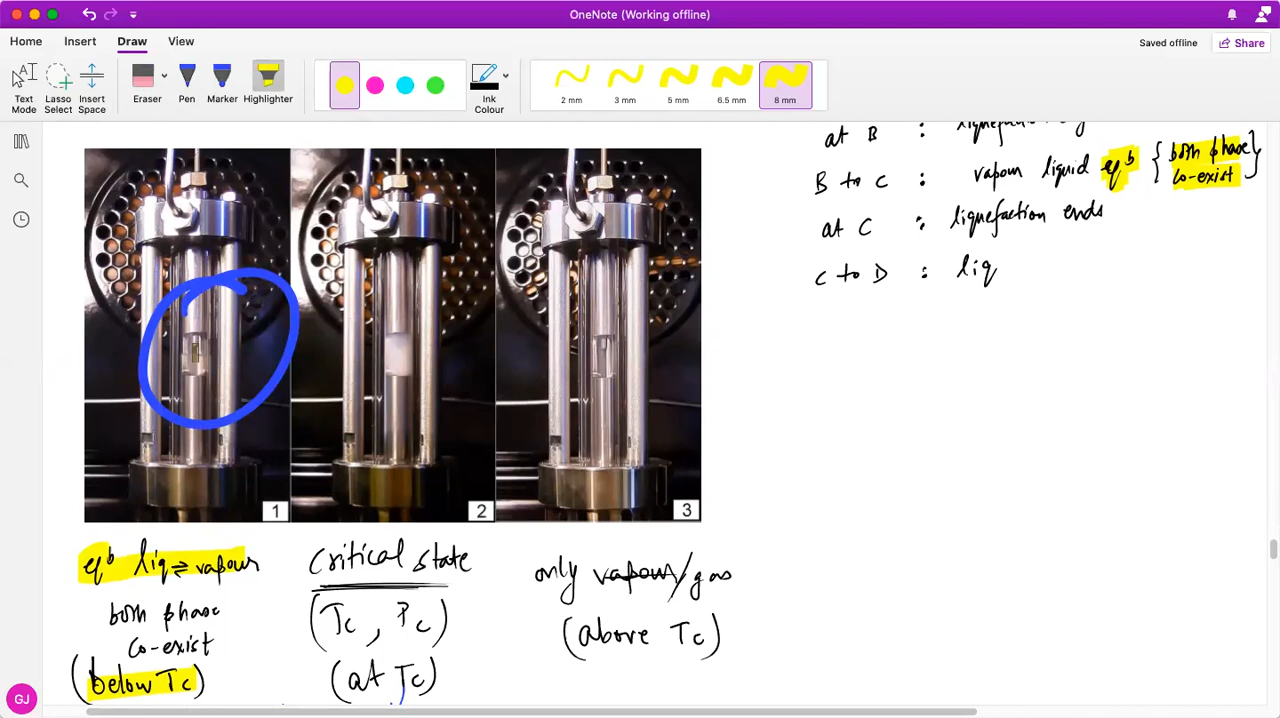 OneNote (Working offline)
Home Insert Draw View
Saved offline
Share
Text Mode
Lasso Select
Insert Space
Eraser
Pen
Marker
Highlighter
Ink Colour
2 mm
3 mm
5 mm
6.5 mm
8 mm
at B :
B to C : vapour liquid eqᵇ { both phase
co-exist }
at C : liquefaction ends
C to D : liq
1
2
3
eqᵇ liq ⇌ vapour
both phase
co-exist
(below Tc)
Critical state
(Tc, Pc)
(at Tc)
only vapour/gas
(above Tc)
GJ